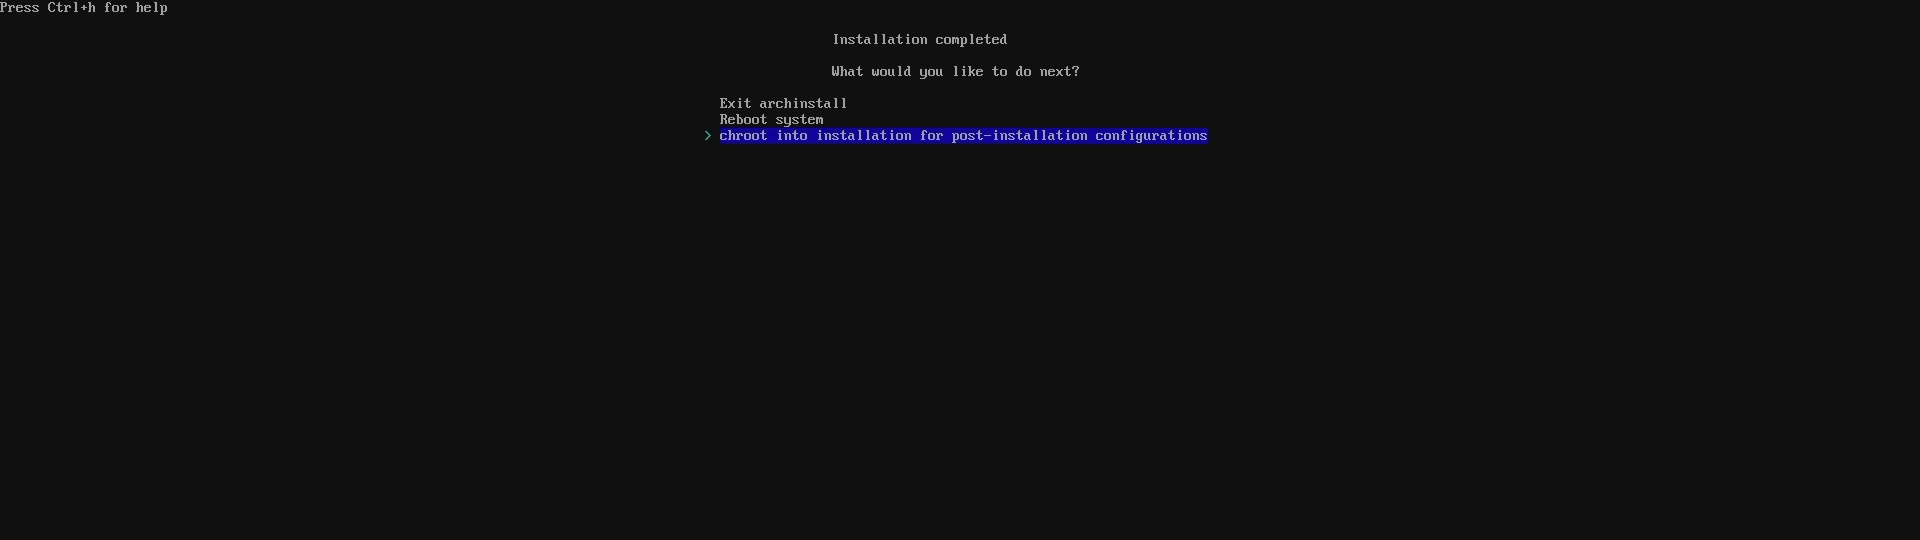 Press Ctrl+h for help
Installation completed
What would you like to do next?
Exit archinstall
Reboot system
> chroot into installation for post-installation configurations